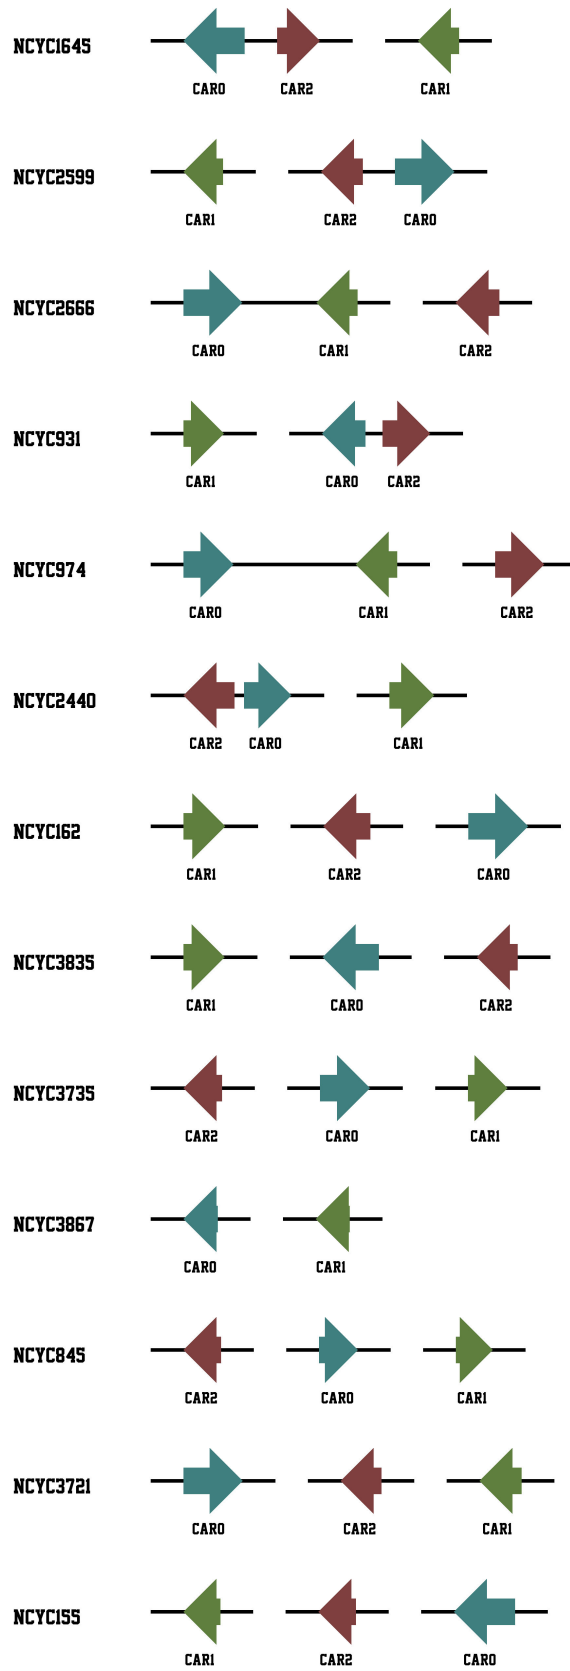 NCYC1645
CAR0 CAR2 CAR1
NCYC2599
CAR1 CAR2 CAR0
NCYC2666
CAR0 CAR1 CAR2
NCYC931
CAR1 CAR0 CAR2
NCYC974
CAR0 CAR1 CAR2
NCYC2440
CAR2 CAR0 CAR1
NCYC162
CAR1 CAR2 CAR0
NCYC3835
CAR1 CAR0 CAR2
NCYC3735
CAR2 CAR0 CAR1
NCYC3867
CAR0 CAR1
NCYC845
CAR2 CAR0 CAR1
NCYC3721
CAR0 CAR2 CAR1
NCYC155
CAR1 CAR2 CAR0